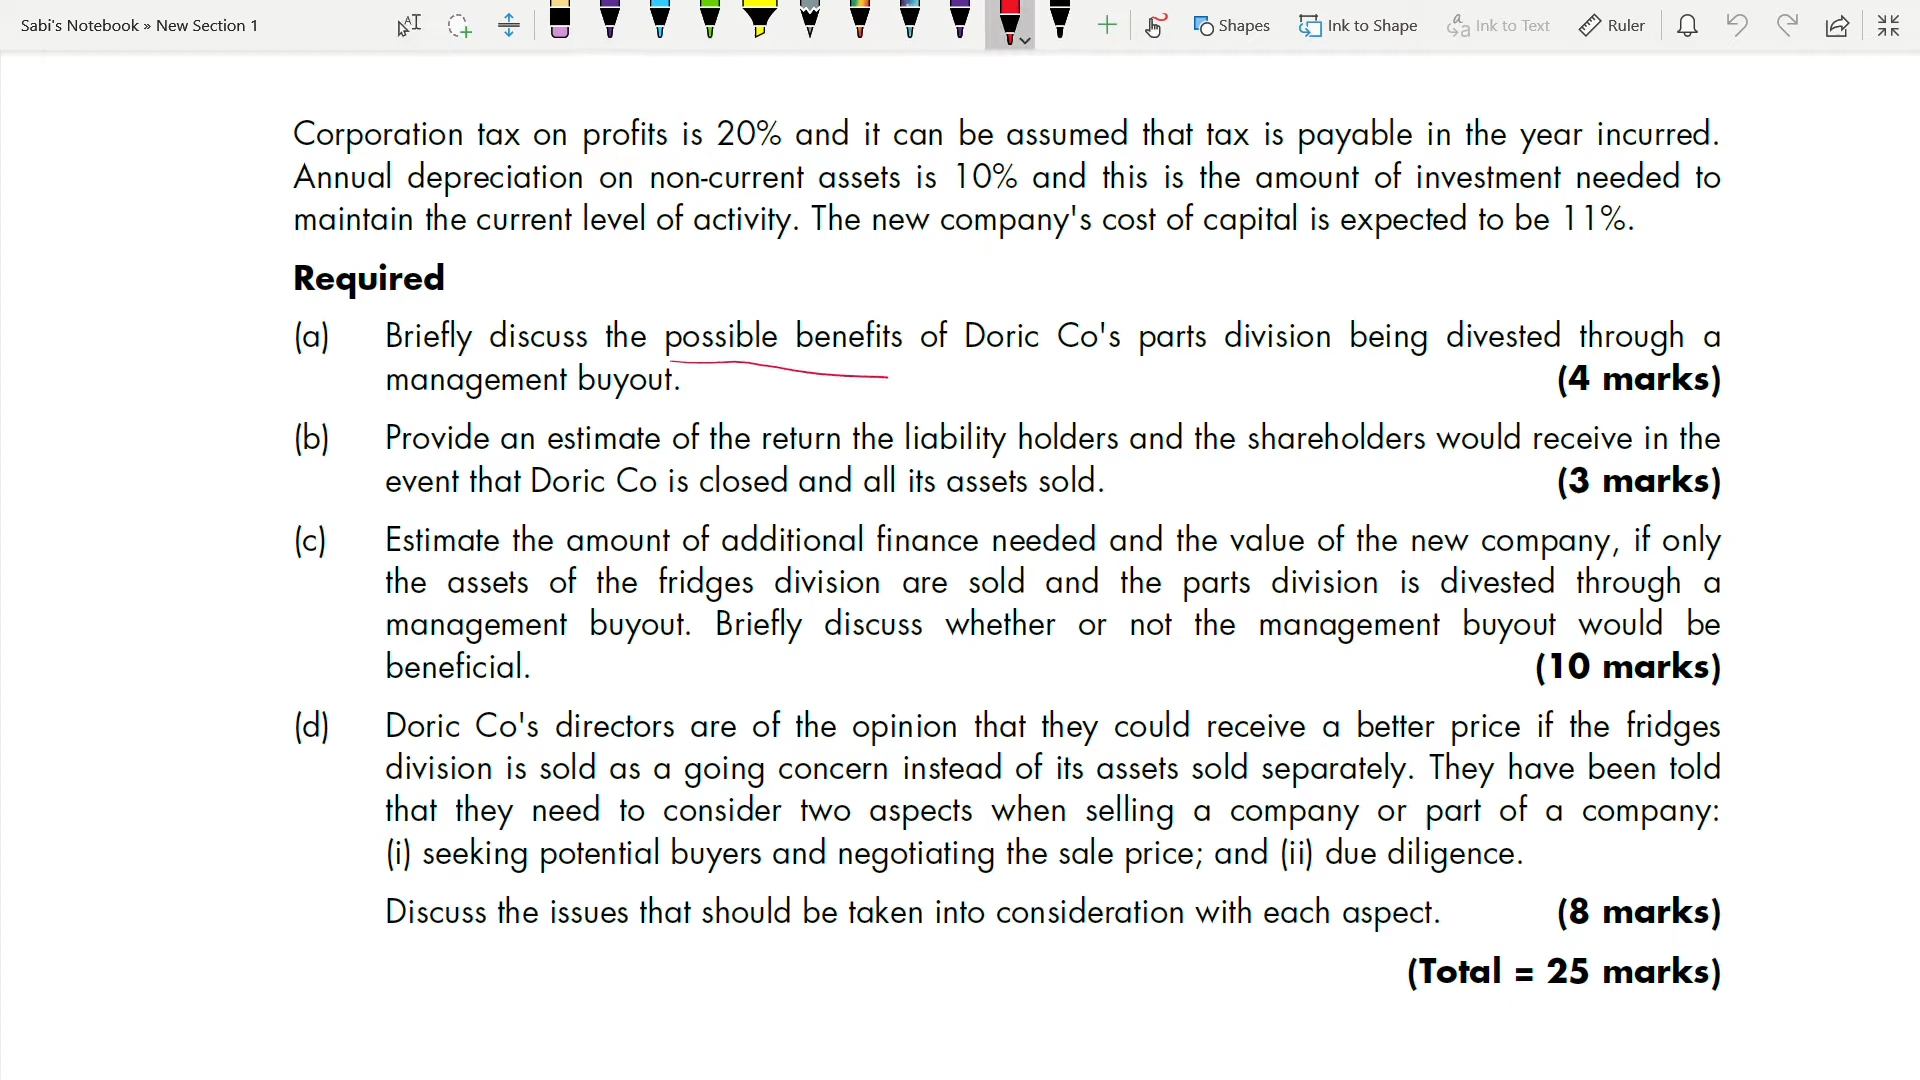 Sabi's Notebook » New Section 1
Shapes
Ink to Shape
Ink to Text
Ruler
Corporation tax on profits is 20% and it can be assumed that tax is payable in the year incurred.
Annual depreciation on non-current assets is 10% and this is the amount of investment needed to
maintain the current level of activity. The new company's cost of capital is expected to be 11%.
Required
(a) Briefly discuss the possible benefits of Doric Co's parts division being divested through a
management buyout. (4 marks)
(b) Provide an estimate of the return the liability holders and the shareholders would receive in the
event that Doric Co is closed and all its assets sold. (3 marks)
(c) Estimate the amount of additional finance needed and the value of the new company, if only
the assets of the fridges division are sold and the parts division is divested through a
management buyout. Briefly discuss whether or not the management buyout would be
beneficial. (10 marks)
(d) Doric Co's directors are of the opinion that they could receive a better price if the fridges
division is sold as a going concern instead of its assets sold separately. They have been told
that they need to consider two aspects when selling a company or part of a company:
(i) seeking potential buyers and negotiating the sale price; and (ii) due diligence.
Discuss the issues that should be taken into consideration with each aspect. (8 marks)
(Total = 25 marks)